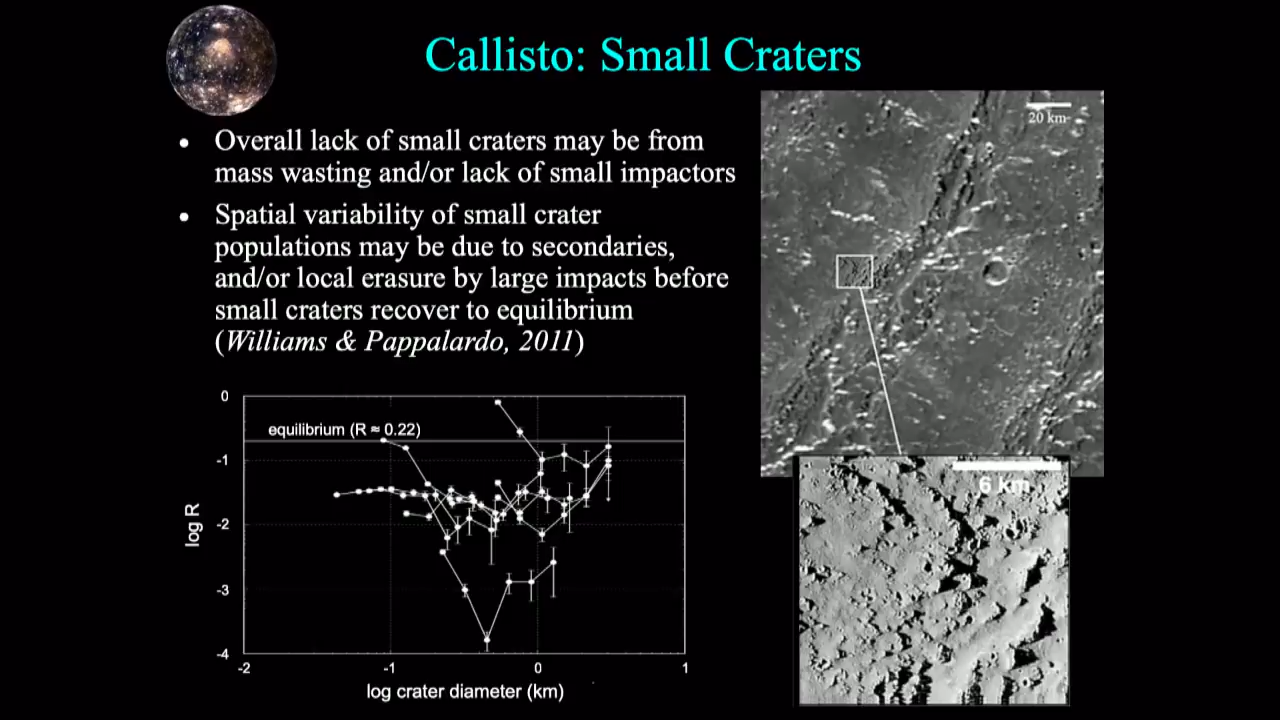 Callisto: Small Craters
• Overall lack of small craters may be from
mass wasting and/or lack of small impactors
• Spatial variability of small crater
populations may be due to secondaries,
and/or local erasure by large impacts before
small craters recover to equilibrium
(Williams & Pappalardo, 2011)
20 km
6 km
equilibrium (R ≈ 0.22)
0
-1
-2
-3
-4
log R
-2 -1 0 1
log crater diameter (km)